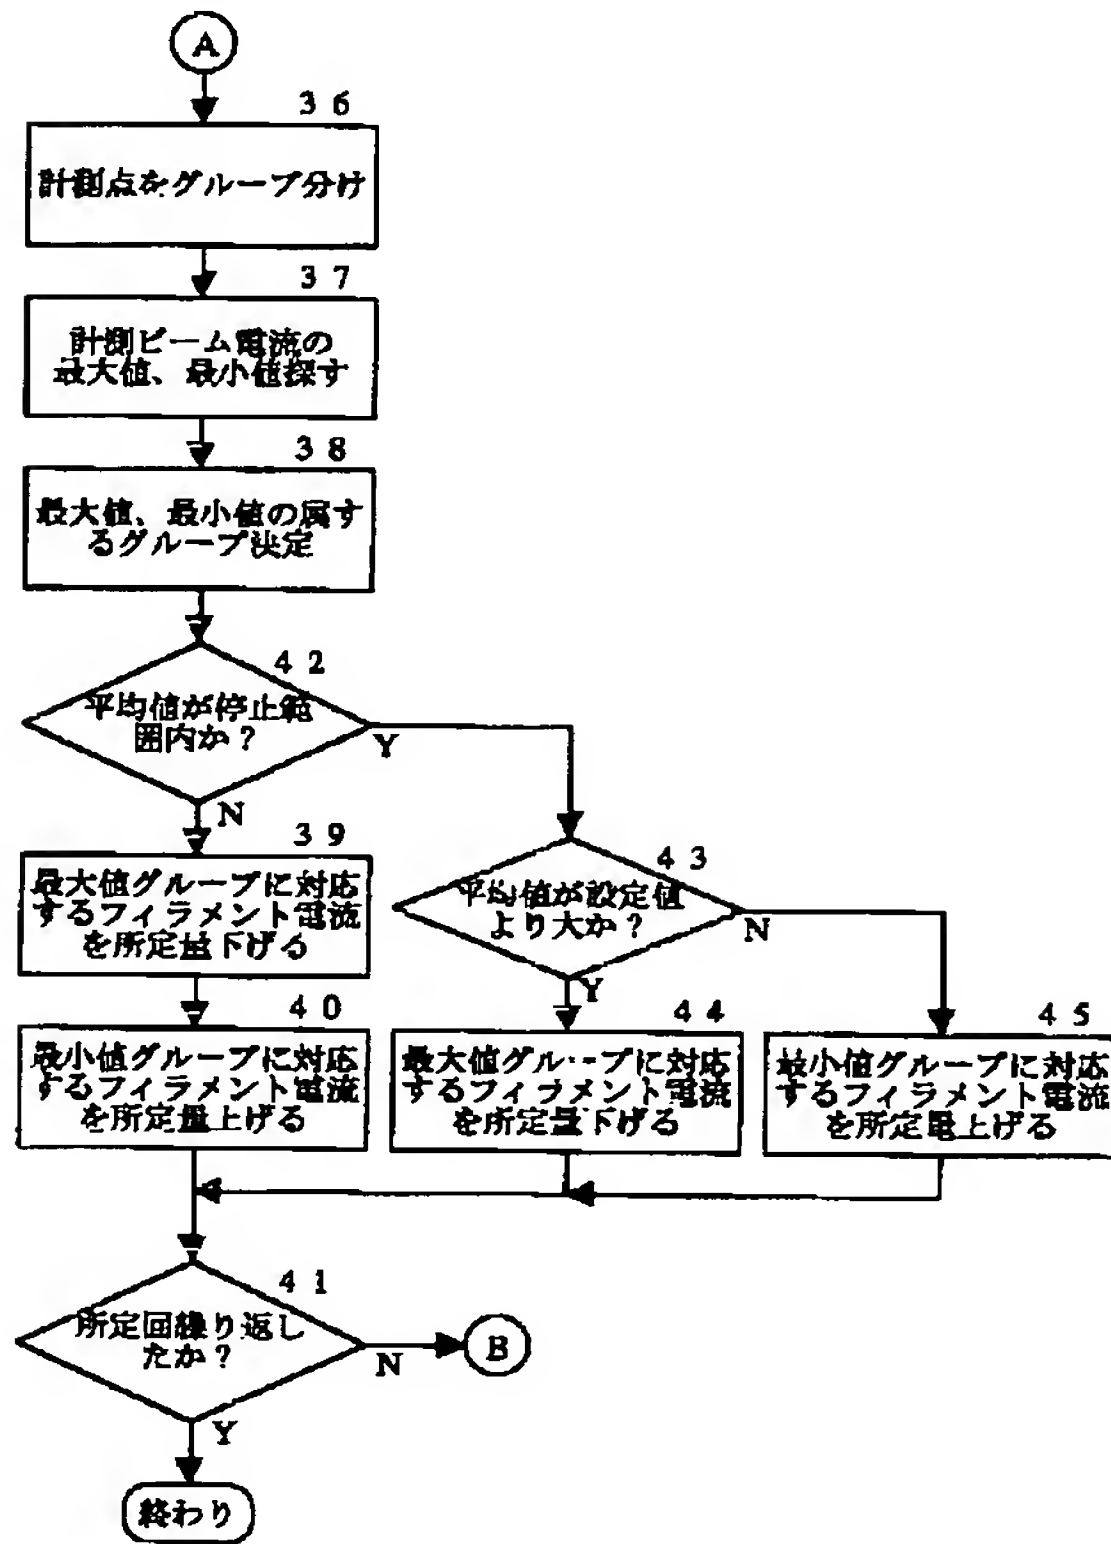 A
36
計測点をグループ分け
37
計測ビーム電流の
最大値、最小値探す
38
最大値、最小値の属す
るグループ決定
42
平均値が停止範
囲内か？
Y
N
39
最大値グループに対応
するフィラメント電流
を所定量下げる
43
平均値が設定値
より大か？
N
Y
40
最小値グループに対応
するフィラメント電流
を所定量上げる
44
最大値グループに対応
するフィラメント電流
を所定量下げる
45
最小値グループに対応
するフィラメント電流
を所定量上げる
41
所定回繰り返し
たか？
N
B
Y
終わり